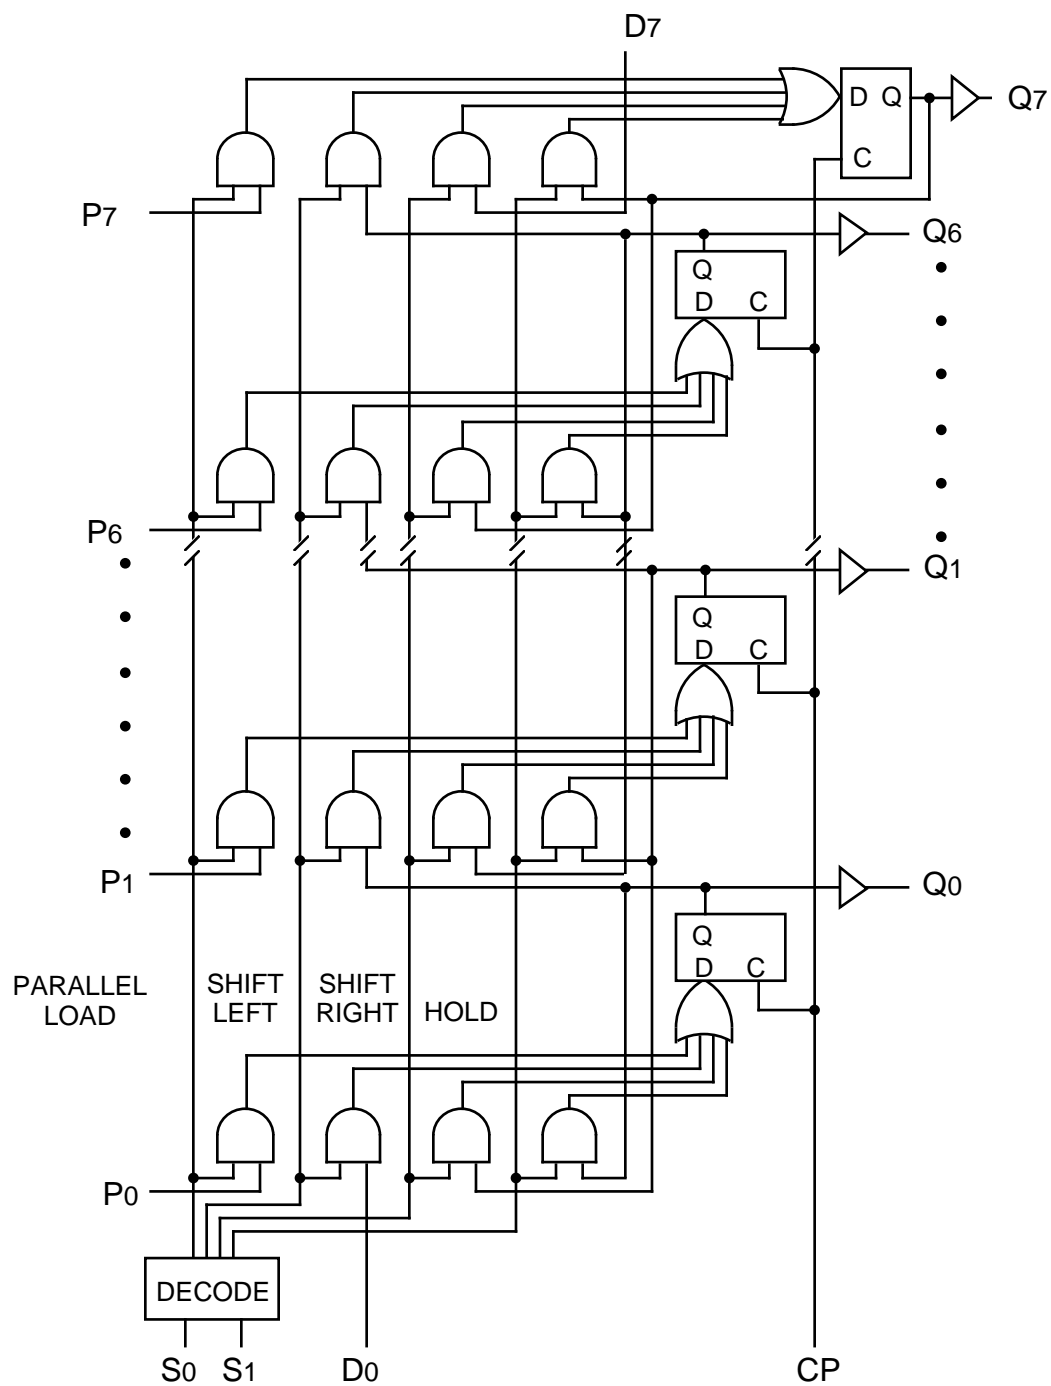 D7
D Q
Q7
C
P7
Q6
Q
D C
P6
Q1
Q
D C
P1
Q0
Q
D C
PARALLEL
LOAD
SHIFT
LEFT
SHIFT
RIGHT
HOLD
P0
DECODE
S0 S1 D0 CP